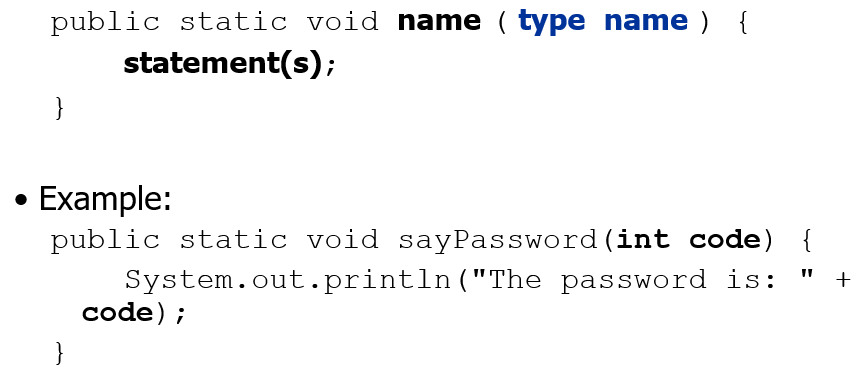 public static void name ( type name ) {
statement(s);
}
• Example:
public static void sayPassword(int code) {
System.out.println("The password is: " +
code);
}